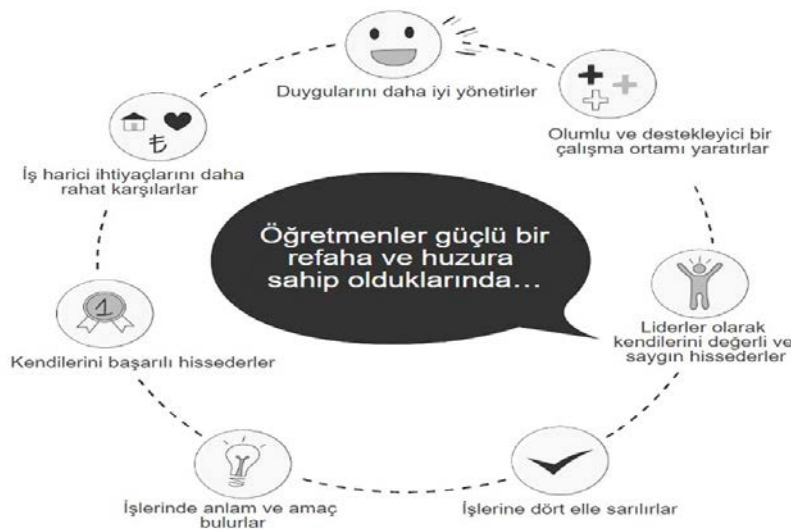 Duygularını daha iyi yönetirler
Olumlu ve destekleyici bir
çalışma ortamı yaratırlar
İş harici ihtiyaçlarını daha
rahat karşılarlar
Öğretmenler güçlü bir
refaha ve huzura
sahip olduklarında...
Liderler olarak
kendilerini değerli ve
saygın hissederler
1
Kendilerini başarılı hissederler
İşlerinde anlam ve amaç
bulurlar
İşlerine dört elle sarılırlar